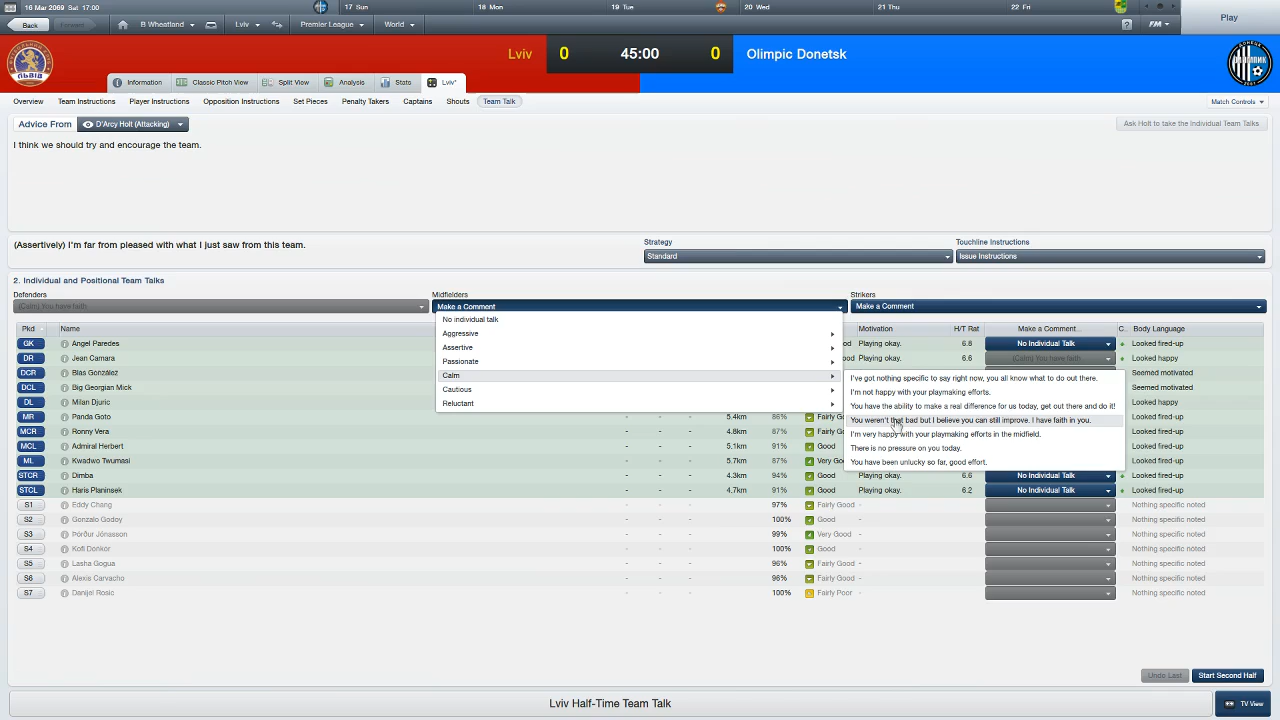 16 Mar 2069 Sat 17:00 17 Sun 18 Mon 19 Tue 20 Wed 21 Thu 22 Fri
Back Forward B Wheatland Lviv Premier League World ? FM Play
Lviv 0 45:00 0 Olimpic Donetsk
Information Classic Pitch View Split View Analysis Stats Lviv*
Overview Team Instructions Player Instructions Opposition Instructions Set Pieces Penalty Takers Captains Shouts Team Talk Match Controls
Advice From D'Arcy Holt (Attacking) Ask Holt to take the Individual Team Talks
I think we should try and encourage the team.
(Assertively) I'm far from pleased with what I just saw from this team.
Strategy Touchline Instructions
Standard Issue Instructions
2. Individual and Positional Team Talks
Defenders Midfielders Strikers
(Calm) You have faith Make a Comment Make a Comment
No individual talk
Aggressive
Assertive
Passionate
Calm
Cautious
Reluctant
I've got nothing specific to say right now, you all know what to do out there.
I'm not happy with your playmaking efforts.
You have the ability to make a real difference for us today, get out there and do it!
You weren't that bad but I believe you can still improve. I have faith in you.
I'm very happy with your playmaking efforts in the midfield.
There is no pressure on you today.
You have been unlucky so far, good effort.
Pkd Name Motivation H/T Rat Make a Comment... C.. Body Language
GK Angel Paredes Good Playing okay. 6.8 No Individual Talk Looked fired-up
DR Jean Camara Good Playing okay. 6.6 (Calm) You have faith Looked happy
DCR Blas González Seemed motivated
DCL Big Georgian Mick Seemed motivated
DL Milan Djuric Looked happy
MR Panda Goto - - - 5.4km 86% Fairly G Looked fired-up
MCR Ronny Vera - - - 4.8km 87% Fairly G Looked fired-up
MCL Admiral Herbert - - - 5.1km 91% Good Looked fired-up
ML Kwadwo Twumasi - - - 5.7km 87% Very Go Looked fired-up
STCR Dimba - - - 4.3km 94% Good Playing okay. 6.6 No Individual Talk Looked fired-up
STCL Haris Planinsek - - - 4.7km 91% Good Playing okay. 6.2 No Individual Talk Looked fired-up
S1 Eddy Chang - - - 97% Fairly Good - Nothing specific noted
S2 Gonzalo Godoy - - - 100% Good - Nothing specific noted
S3 Þórður Jónasson - - - 99% Very Good - Nothing specific noted
S4 Kofi Donkor - - - 100% Good - Nothing specific noted
S5 Lasha Gogua - - - 96% Fairly Good - Nothing specific noted
S6 Alexis Carvacho - - - 96% Fairly Good - Nothing specific noted
S7 Danijel Rosic - - - 100% Fairly Poor - Nothing specific noted
Undo Last Start Second Half
Lviv Half-Time Team Talk TV View